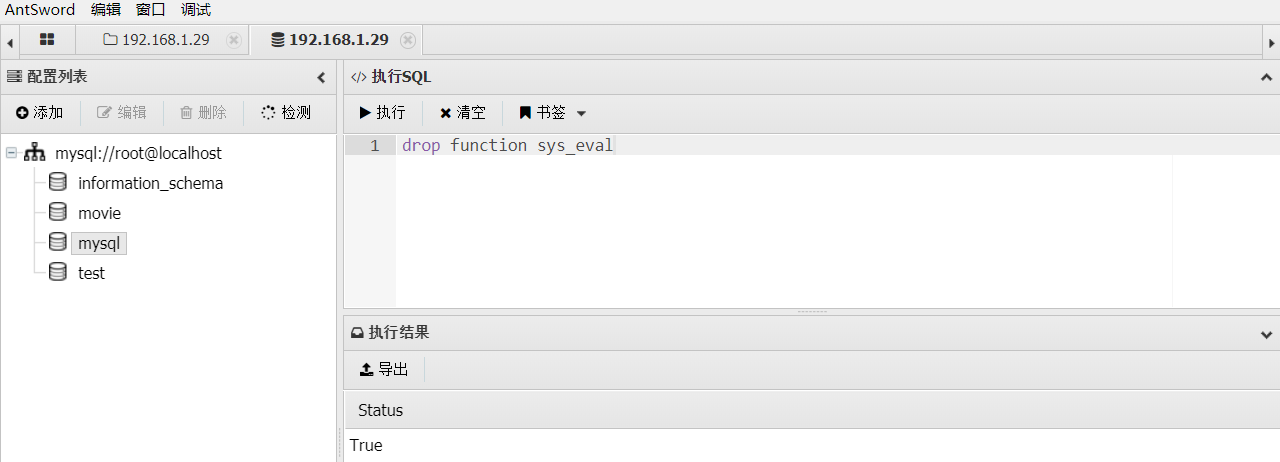 AntSword 编辑 窗口 调试
192.168.1.29 192.168.1.29
配置列表
添加 编辑 删除 检测
mysql://root@localhost
information_schema
movie
mysql
test
</> 执行SQL
执行 清空 书签
1 drop function sys_eval
执行结果
导出
Status
True